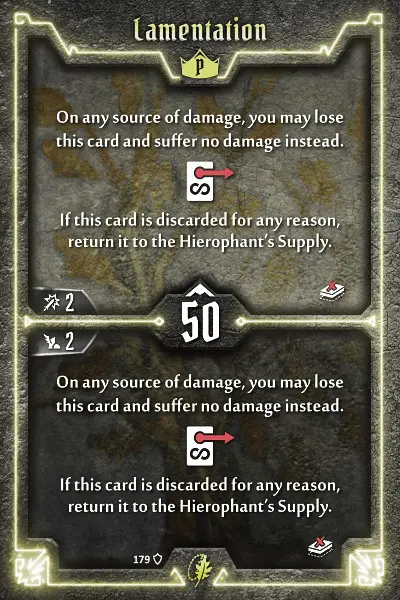 Lamentation
P
On any source of damage, you may lose
this card and suffer no damage instead.
If this card is discarded for any reason,
return it to the Hierophant's Supply.
2
50
2
On any source of damage, you may lose
this card and suffer no damage instead.
If this card is discarded for any reason,
return it to the Hierophant's Supply.
179